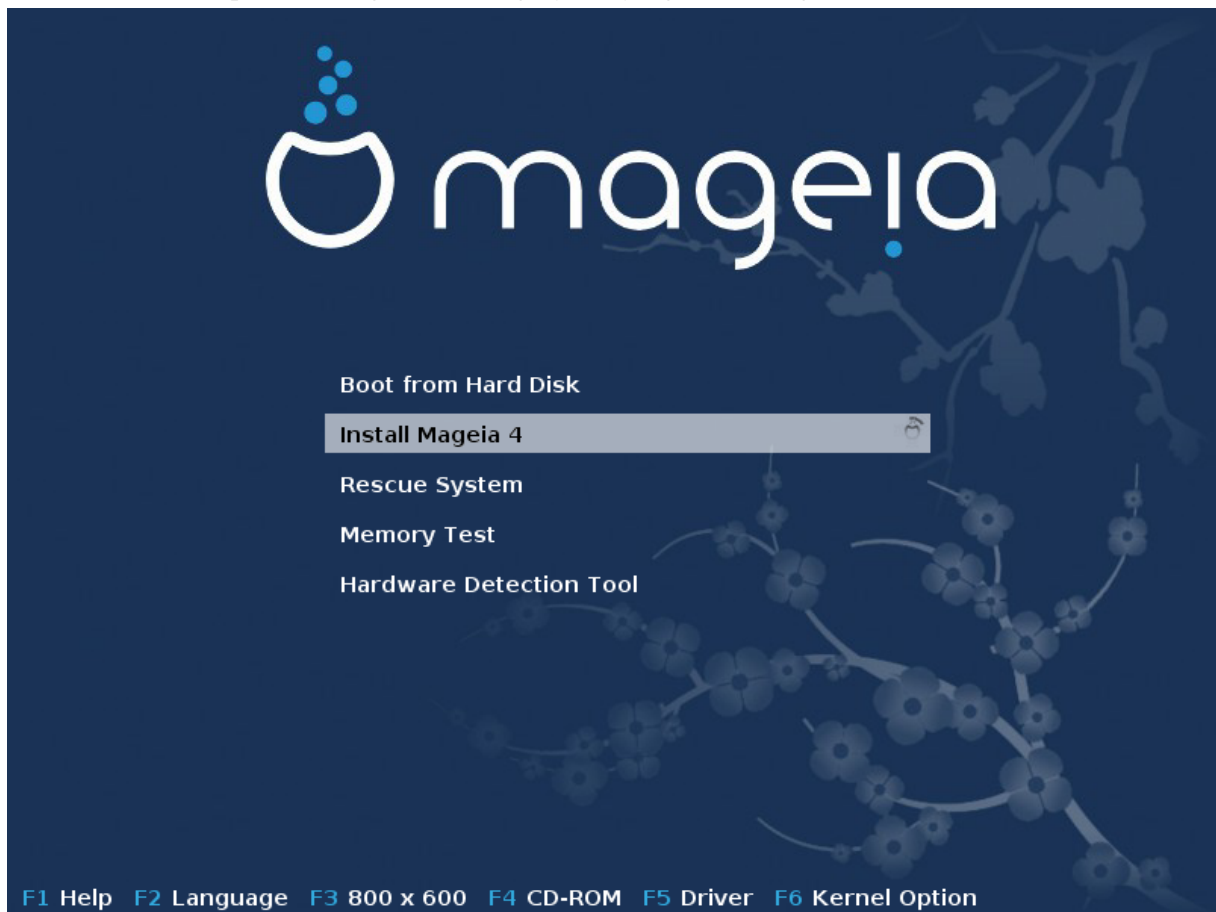 mageia
Boot from Hard Disk
Install Mageia 4
Rescue System
Memory Test
Hardware Detection Tool
F1 Help F2 Language F3 800 x 600 F4 CD-ROM F5 Driver F6 Kernel Option